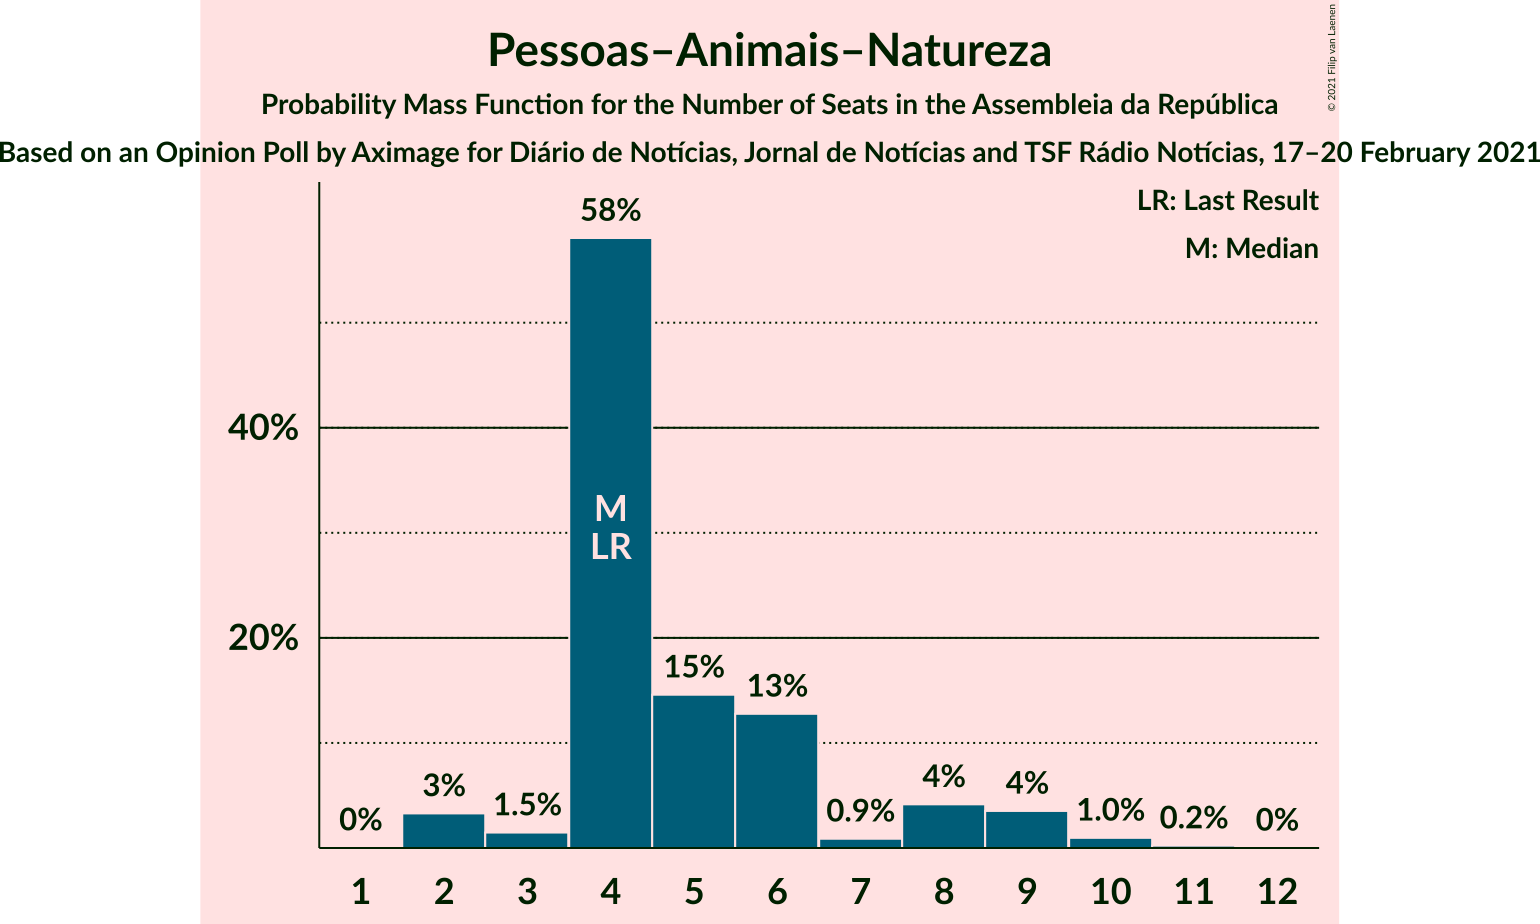 Pessoas–Animais–Natureza
Probability Mass Function for the Number of Seats in the Assembleia da República
Based on an Opinion Poll by Aximage for Diário de Notícias, Jornal de Notícias and TSF Rádio Notícias, 17–20 February 2021
© 2021 Filip van Laenen
LR: Last Result
M: Median
58%
40%
M
LR
20%
15%
13%
3%
1.5%
0%
0.9%
4%
4%
1.0%
0.2%
0%
1 2 3 4 5 6 7 8 9 10 11 12